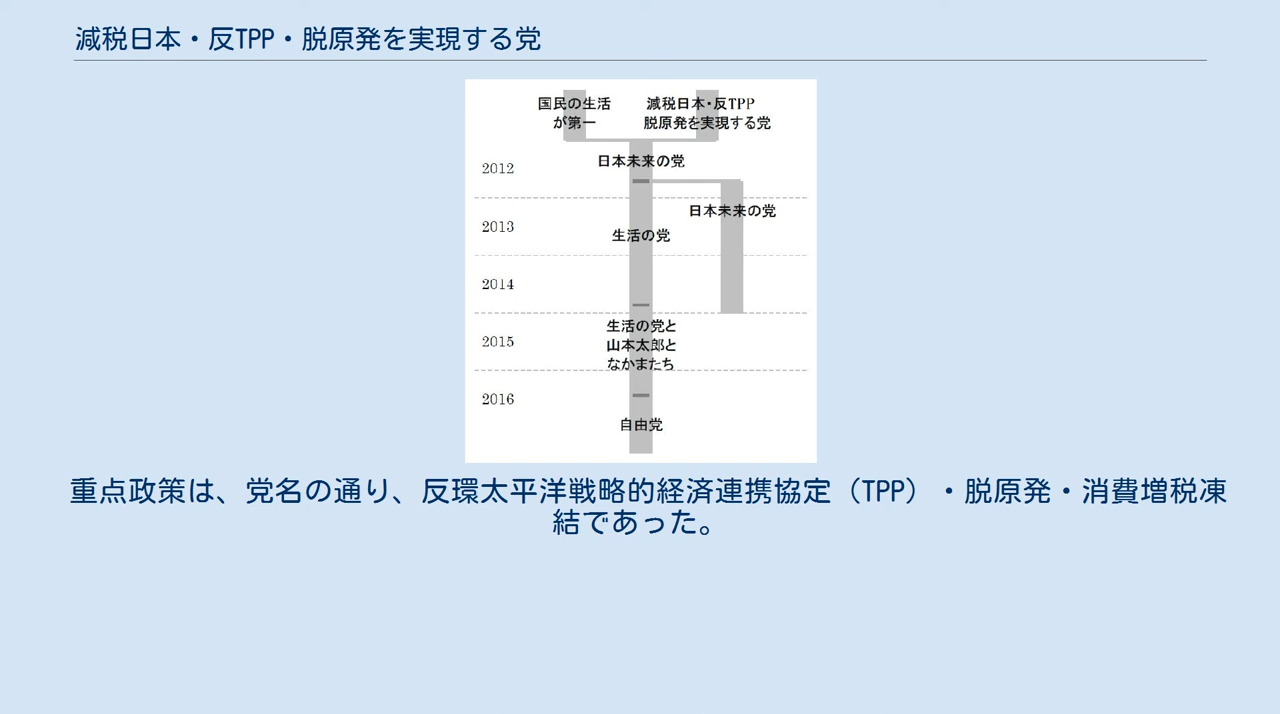 減税日本・反TPP・脱原発を実現する党
国民の生活
が第一
減税日本・反TPP
脱原発を実現する党
日本未来の党
2012
日本未来の党
2013
生活の党
2014
生活の党と
山本太郎と
なかまたち
2015
2016
自由党
重点政策は、党名の通り、反環太平洋戦略的経済連携協定（TPP）・脱原発・消費増税凍
結であった。